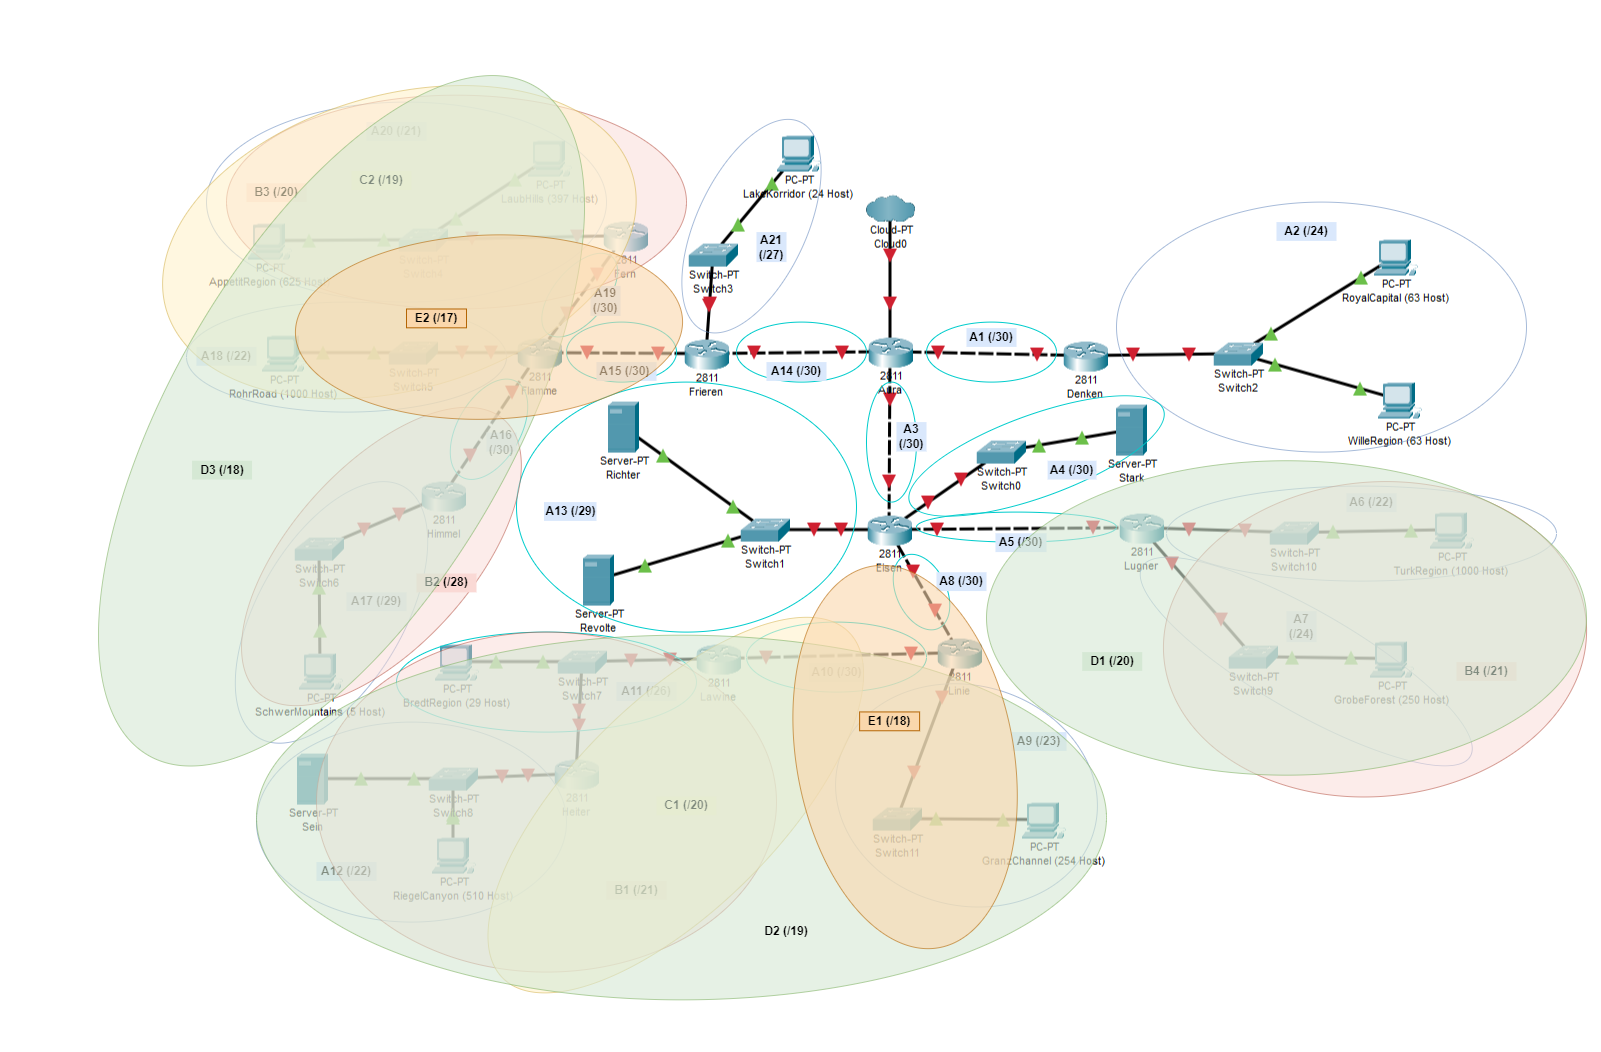 A20 (/21)
C2 (/19)
B3 (/20)
PC-PT
LaubHills (397 Host)
PC-PT
AppetitRegion (625 Host)
Switch-PT
Switch4
2811
Fern
A19
(/30)
E2 (/17)
A18 (/22)
PC-PT
RohrRoad (1000 Host)
Switch-PT
Switch5
2811
Flamme
A15 (/30)
A16
(/30)
D3 (/18)
2811
Himmel
Switch-PT
Switch6
A17 (/29)
B2 (/28)
PC-PT
SchwerMountains (5 Host)
PC-PT
LakeKorridor (24 Host)
A21
(/27)
Switch-PT
Switch3
2811
Frieren
A14 (/30)
Cloud-PT
Cloud0
2811
Aura
A1 (/30)
2811
Denken
A2 (/24)
PC-PT
RoyalCapital (63 Host)
Switch-PT
Switch2
PC-PT
WilleRegion (63 Host)
A3
(/30)
Server-PT
Richter
A13 (/29)
Switch-PT
Switch1
Server-PT
Revolte
2811
Eisen
Switch-PT
Switch0
A4 (/30)
Server-PT
Stark
A5 (/30)
A8 (/30)
2811
Lugner
A6 (/22)
Switch-PT
Switch10
PC-PT
TurkRegion (1000 Host)
A7
(/24)
Switch-PT
Switch9
PC-PT
GrobeForest (250 Host)
D1 (/20)
B4 (/21)
PC-PT
BredtRegion (29 Host)
Switch-PT
Switch7
A11 (/26)
2811
Lawine
A10 (/30)
2811
Linie
E1 (/18)
A9 (/23)
Switch-PT
Switch11
PC-PT
GranzChannel (254 Host)
Server-PT
Sein
Switch-PT
Switch8
2811
Heiter
A12 (/22)
PC-PT
RiegelCanyon (510 Host)
C1 (/20)
B1 (/21)
D2 (/19)